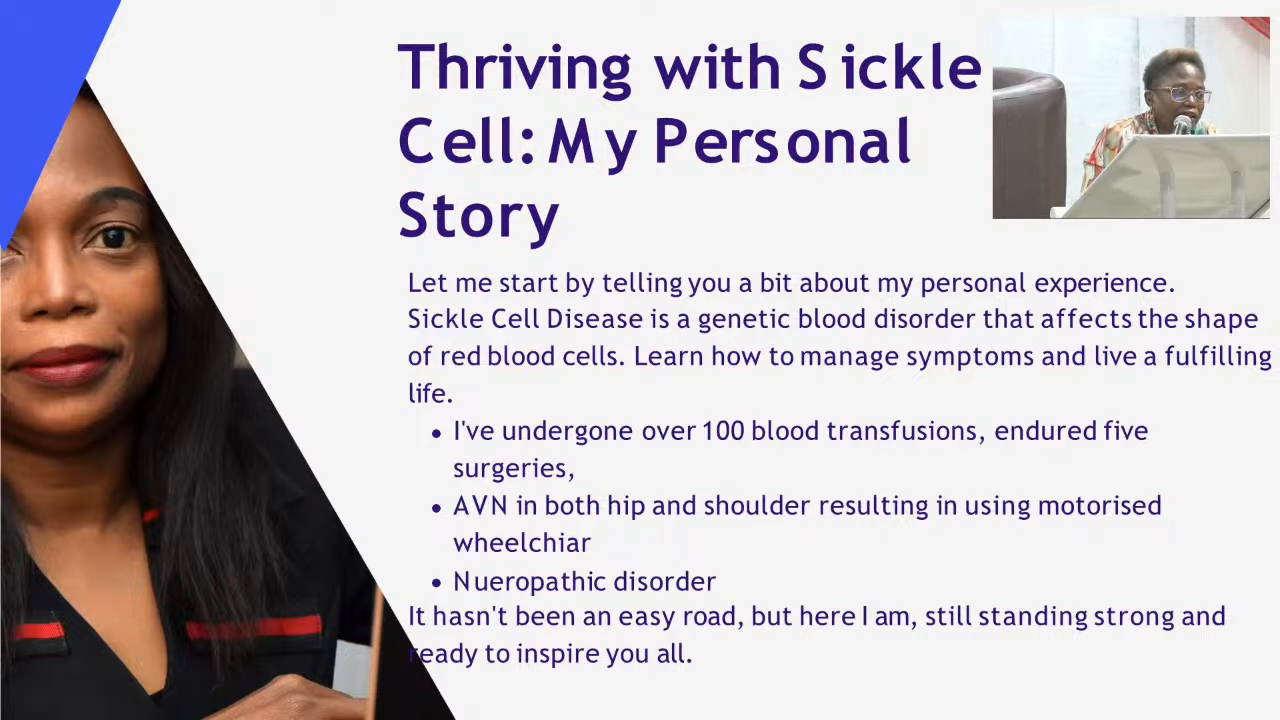 Thriving with Sickle
Cell: My Personal
Story
Let me start by telling you a bit about my personal experience.
Sickle Cell Disease is a genetic blood disorder that affects the shape
of red blood cells. Learn how to manage symptoms and live a fulfilling
life.
• I've undergone over 100 blood transfusions, endured five
surgeries,
• AVN in both hip and shoulder resulting in using motorised
wheelchiar
• Nueropathic disorder
It hasn't been an easy road, but here I am, still standing strong and
ready to inspire you all.